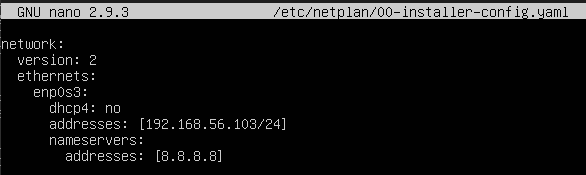 GNU nano 2.9.3 /etc/netplan/00-installer-config.yaml
network:
  version: 2
  ethernets:
    enp0s3:
      dhcp4: no
      addresses: [192.168.56.103/24]
      nameservers:
        addresses: [8.8.8.8]